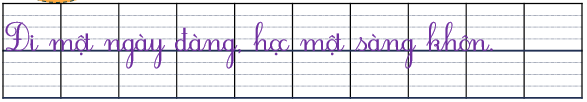 Đi một ngày đàng, học một sàng khôn.